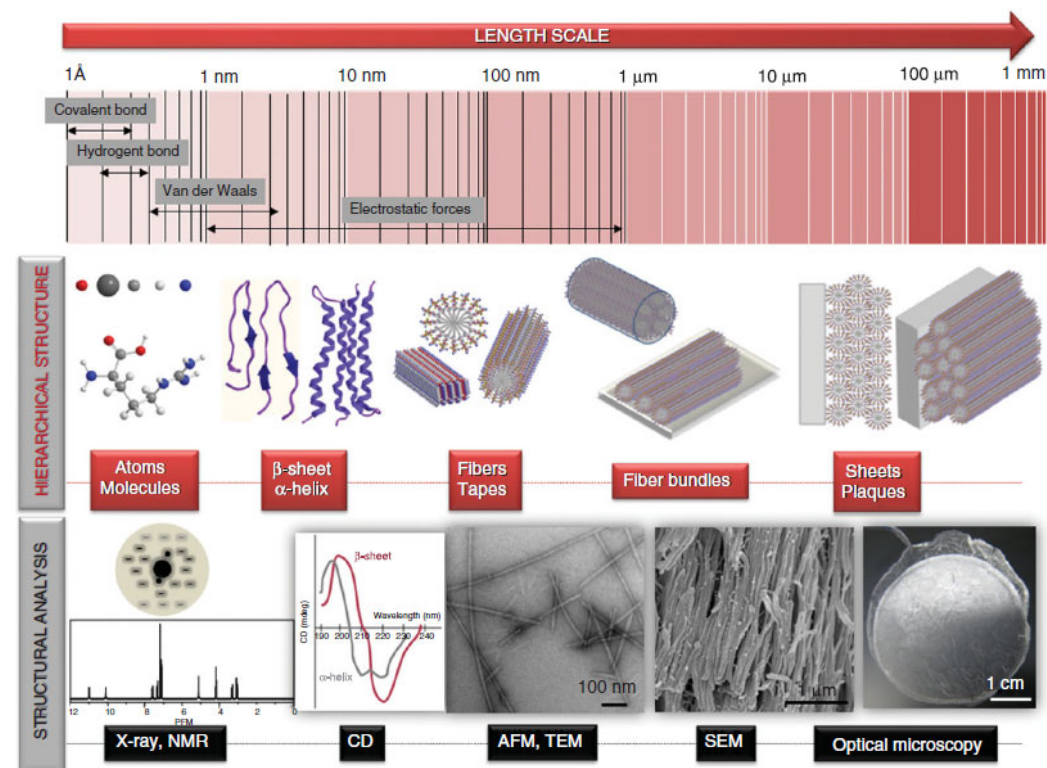 LENGTH SCALE
1Å 1 nm 10 nm 100 nm 1 μm 10 μm 100 μm 1 mm
Covalent bond
Hydrogent bond
Van der Waals
Electrostatic forces
HIERARCHICAL STRUCTURE
Atoms
Molecules
β-sheet
α-helix
Fibers
Tapes
Fiber bundles
Sheets
Plaques
STRUCTURAL ANALYSIS
12 10 8 6 4 2 0
PFM
CD (mdeg)
β-sheet
Wavelength (nm)
190 200 210 220 230 240
α-helix
100 nm
1 μm
1 cm
X-ray, NMR
CD
AFM, TEM
SEM
Optical microscopy